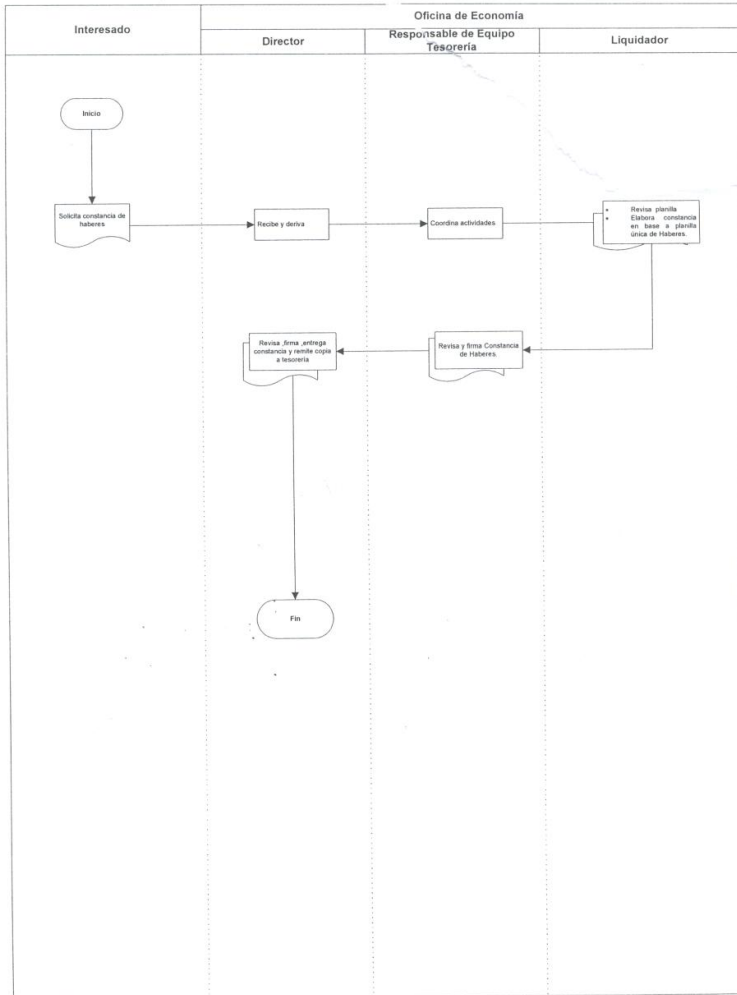 Oficina de Economía
Interesado
Director
Responsable de Equipo
Tesorería
Liquidador
Inicio
Solicita constancia de
haberes
Recibe y deriva
Coordina actividades
• Revisa planilla
• Elabora constancia
en base a planilla
única de Haberes.
Revisa ,firma ,entrega
constancia y remite copia
a tesorería
Revisa y firma Constancia
de Haberes.
Fin